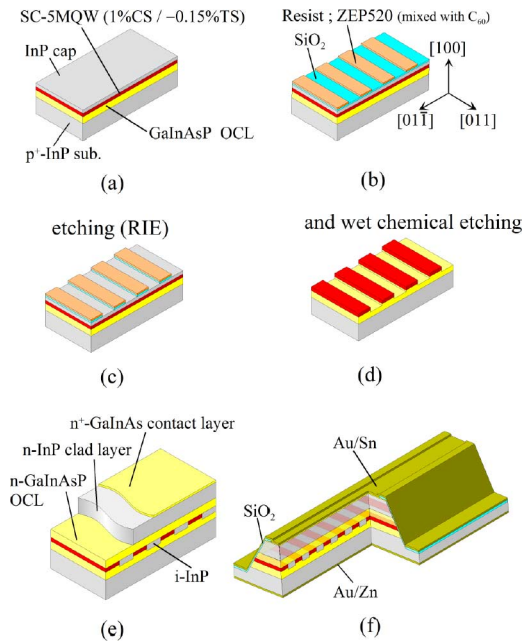 SC-5MQW (1%CS / −0.15%TS)
InP cap
GaInAsP OCL
p⁺-InP sub.
(a)
Resist ; ZEP520 (mixed with C₆₀)
SiO₂
[100]
[011̄]
[011]
(b)
etching (RIE)
(c)
and wet chemical etching
(d)
n⁺-GaInAs contact layer
n-InP clad layer
n-GaInAsP
OCL
i-InP
(e)
Au/Sn
SiO₂
Au/Zn
(f)